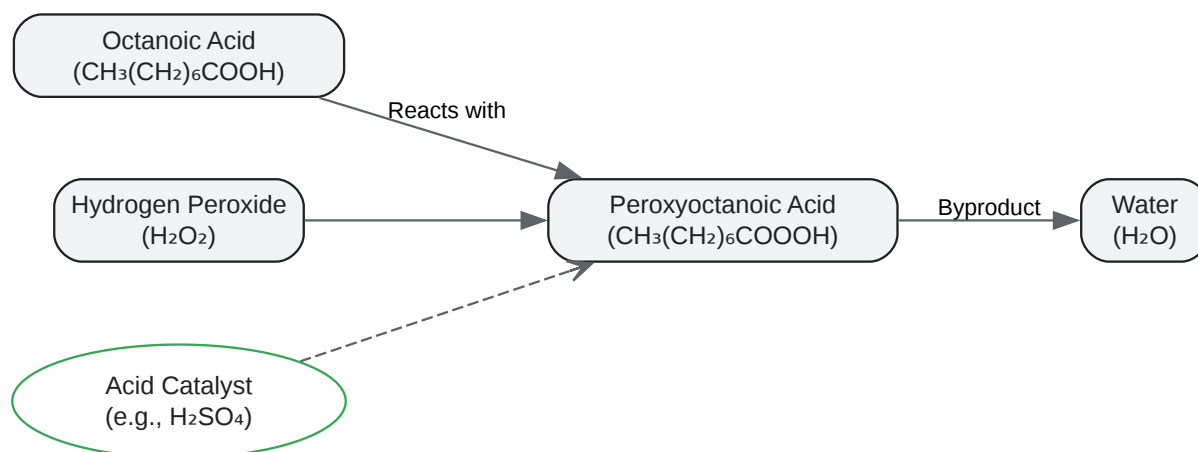 Octanoic Acid
(CH₃(CH₂)₆COOH)
Reacts with
Hydrogen Peroxide
(H₂O₂)
Peroxyoctanoic Acid
(CH₃(CH₂)₆COOOH)
Byproduct
Water
(H₂O)
Acid Catalyst
(e.g., H₂SO₄)